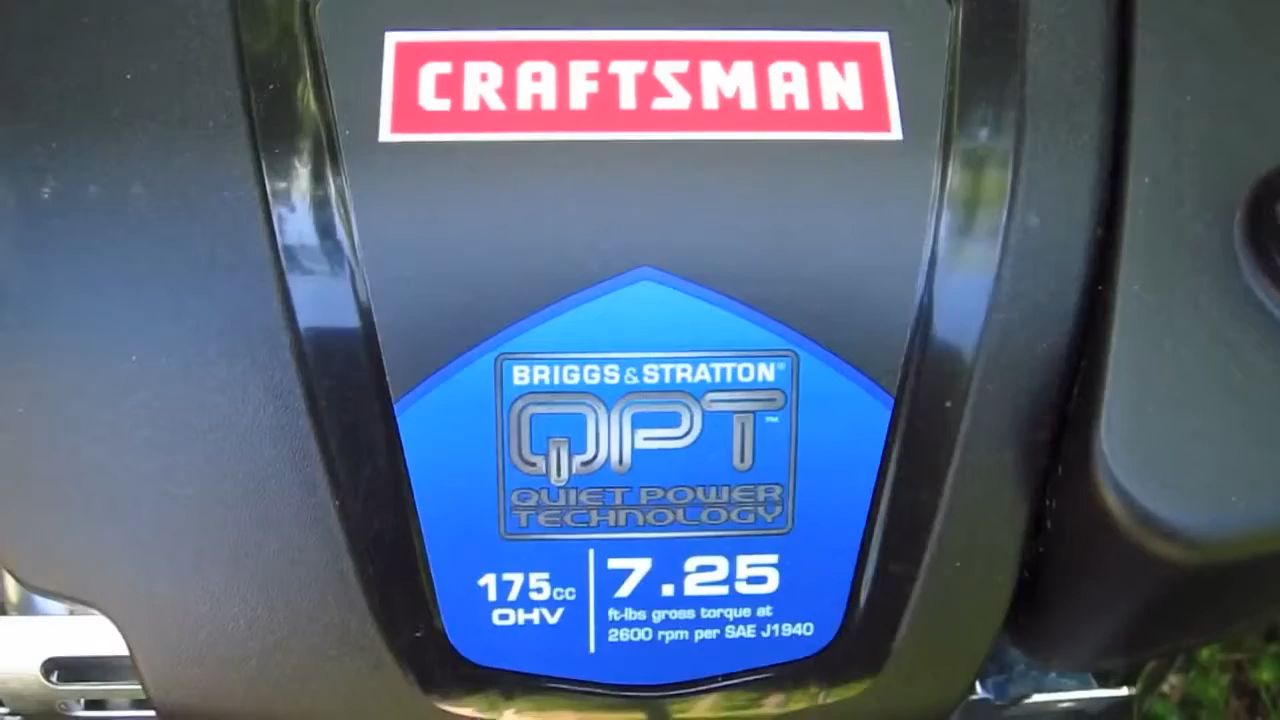 CRAFTSMAN
BRIGGS & STRATTON®
QPT™
QUIET POWER
TECHNOLOGY
175cc
OHV
7.25
ft-lbs gross torque at
2600 rpm per SAE J1940